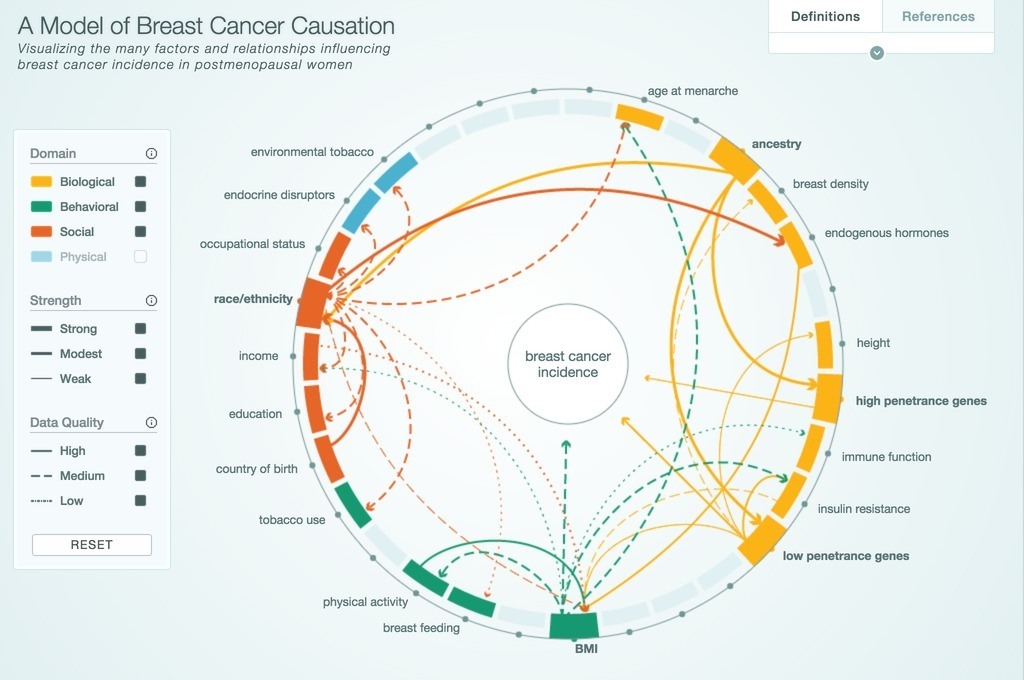 A Model of Breast Cancer Causation
Visualizing the many factors and relationships influencing
breast cancer incidence in postmenopausal women
Definitions
References
Domain
Biological
Behavioral
Social
Physical
Strength
Strong
Modest
Weak
Data Quality
High
Medium
Low
RESET
age at menarche
ancestry
breast density
endogenous hormones
height
high penetrance genes
immune function
insulin resistance
low penetrance genes
BMI
breast feeding
physical activity
tobacco use
country of birth
education
income
race/ethnicity
occupational status
endocrine disruptors
environmental tobacco
breast cancer
incidence